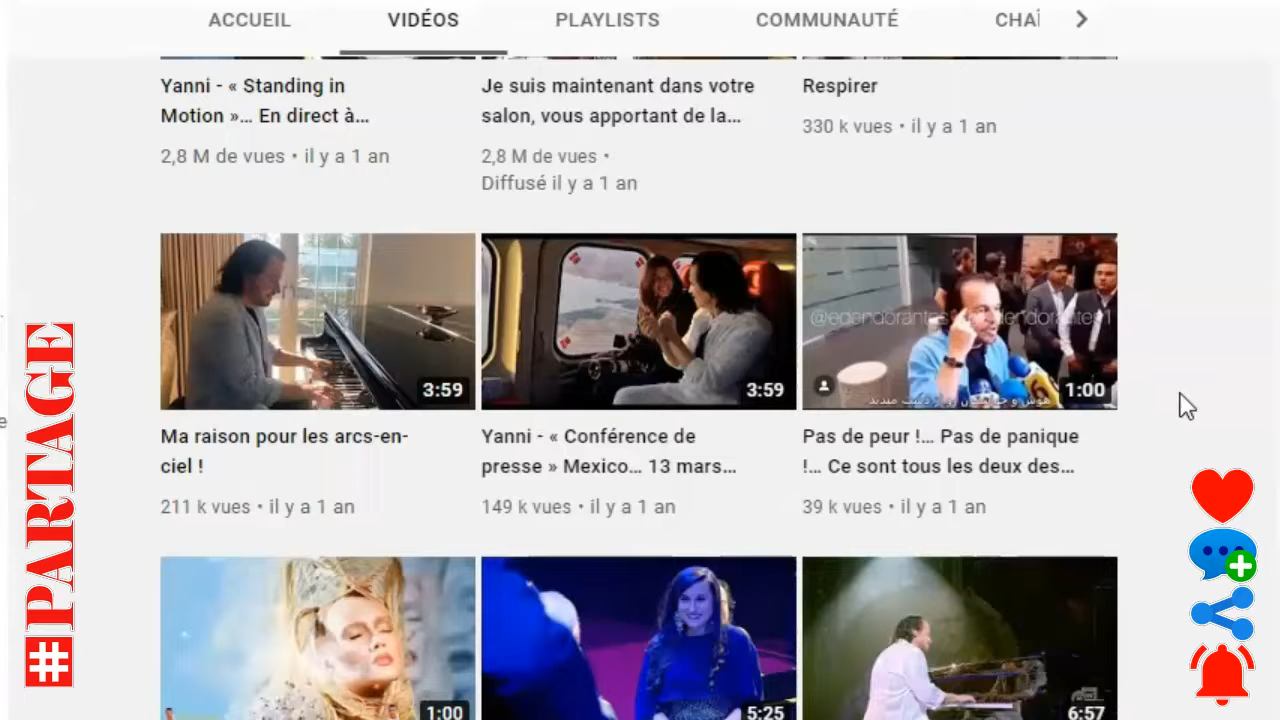 ACCUEIL
VIDÉOS
PLAYLISTS
COMMUNAUTÉ
Yanni - « Standing in
Motion »... En direct à...
2,8 M de vues • il y a 1 an
Je suis maintenant dans votre
salon, vous apportant de la...
2,8 M de vues •
Diffusé il y a 1 an
Respirer
330 k vues • il y a 1 an
3:59
3:59
@edendorantes1
1:00
Ma raison pour les arcs-en-
ciel !
211 k vues • il y a 1 an
Yanni - « Conférence de
presse » Mexico... 13 mars...
149 k vues • il y a 1 an
Pas de peur !... Pas de panique
!... Ce sont tous les deux des...
39 k vues • il y a 1 an
1:00
5:25
6:57
#PARTAGE